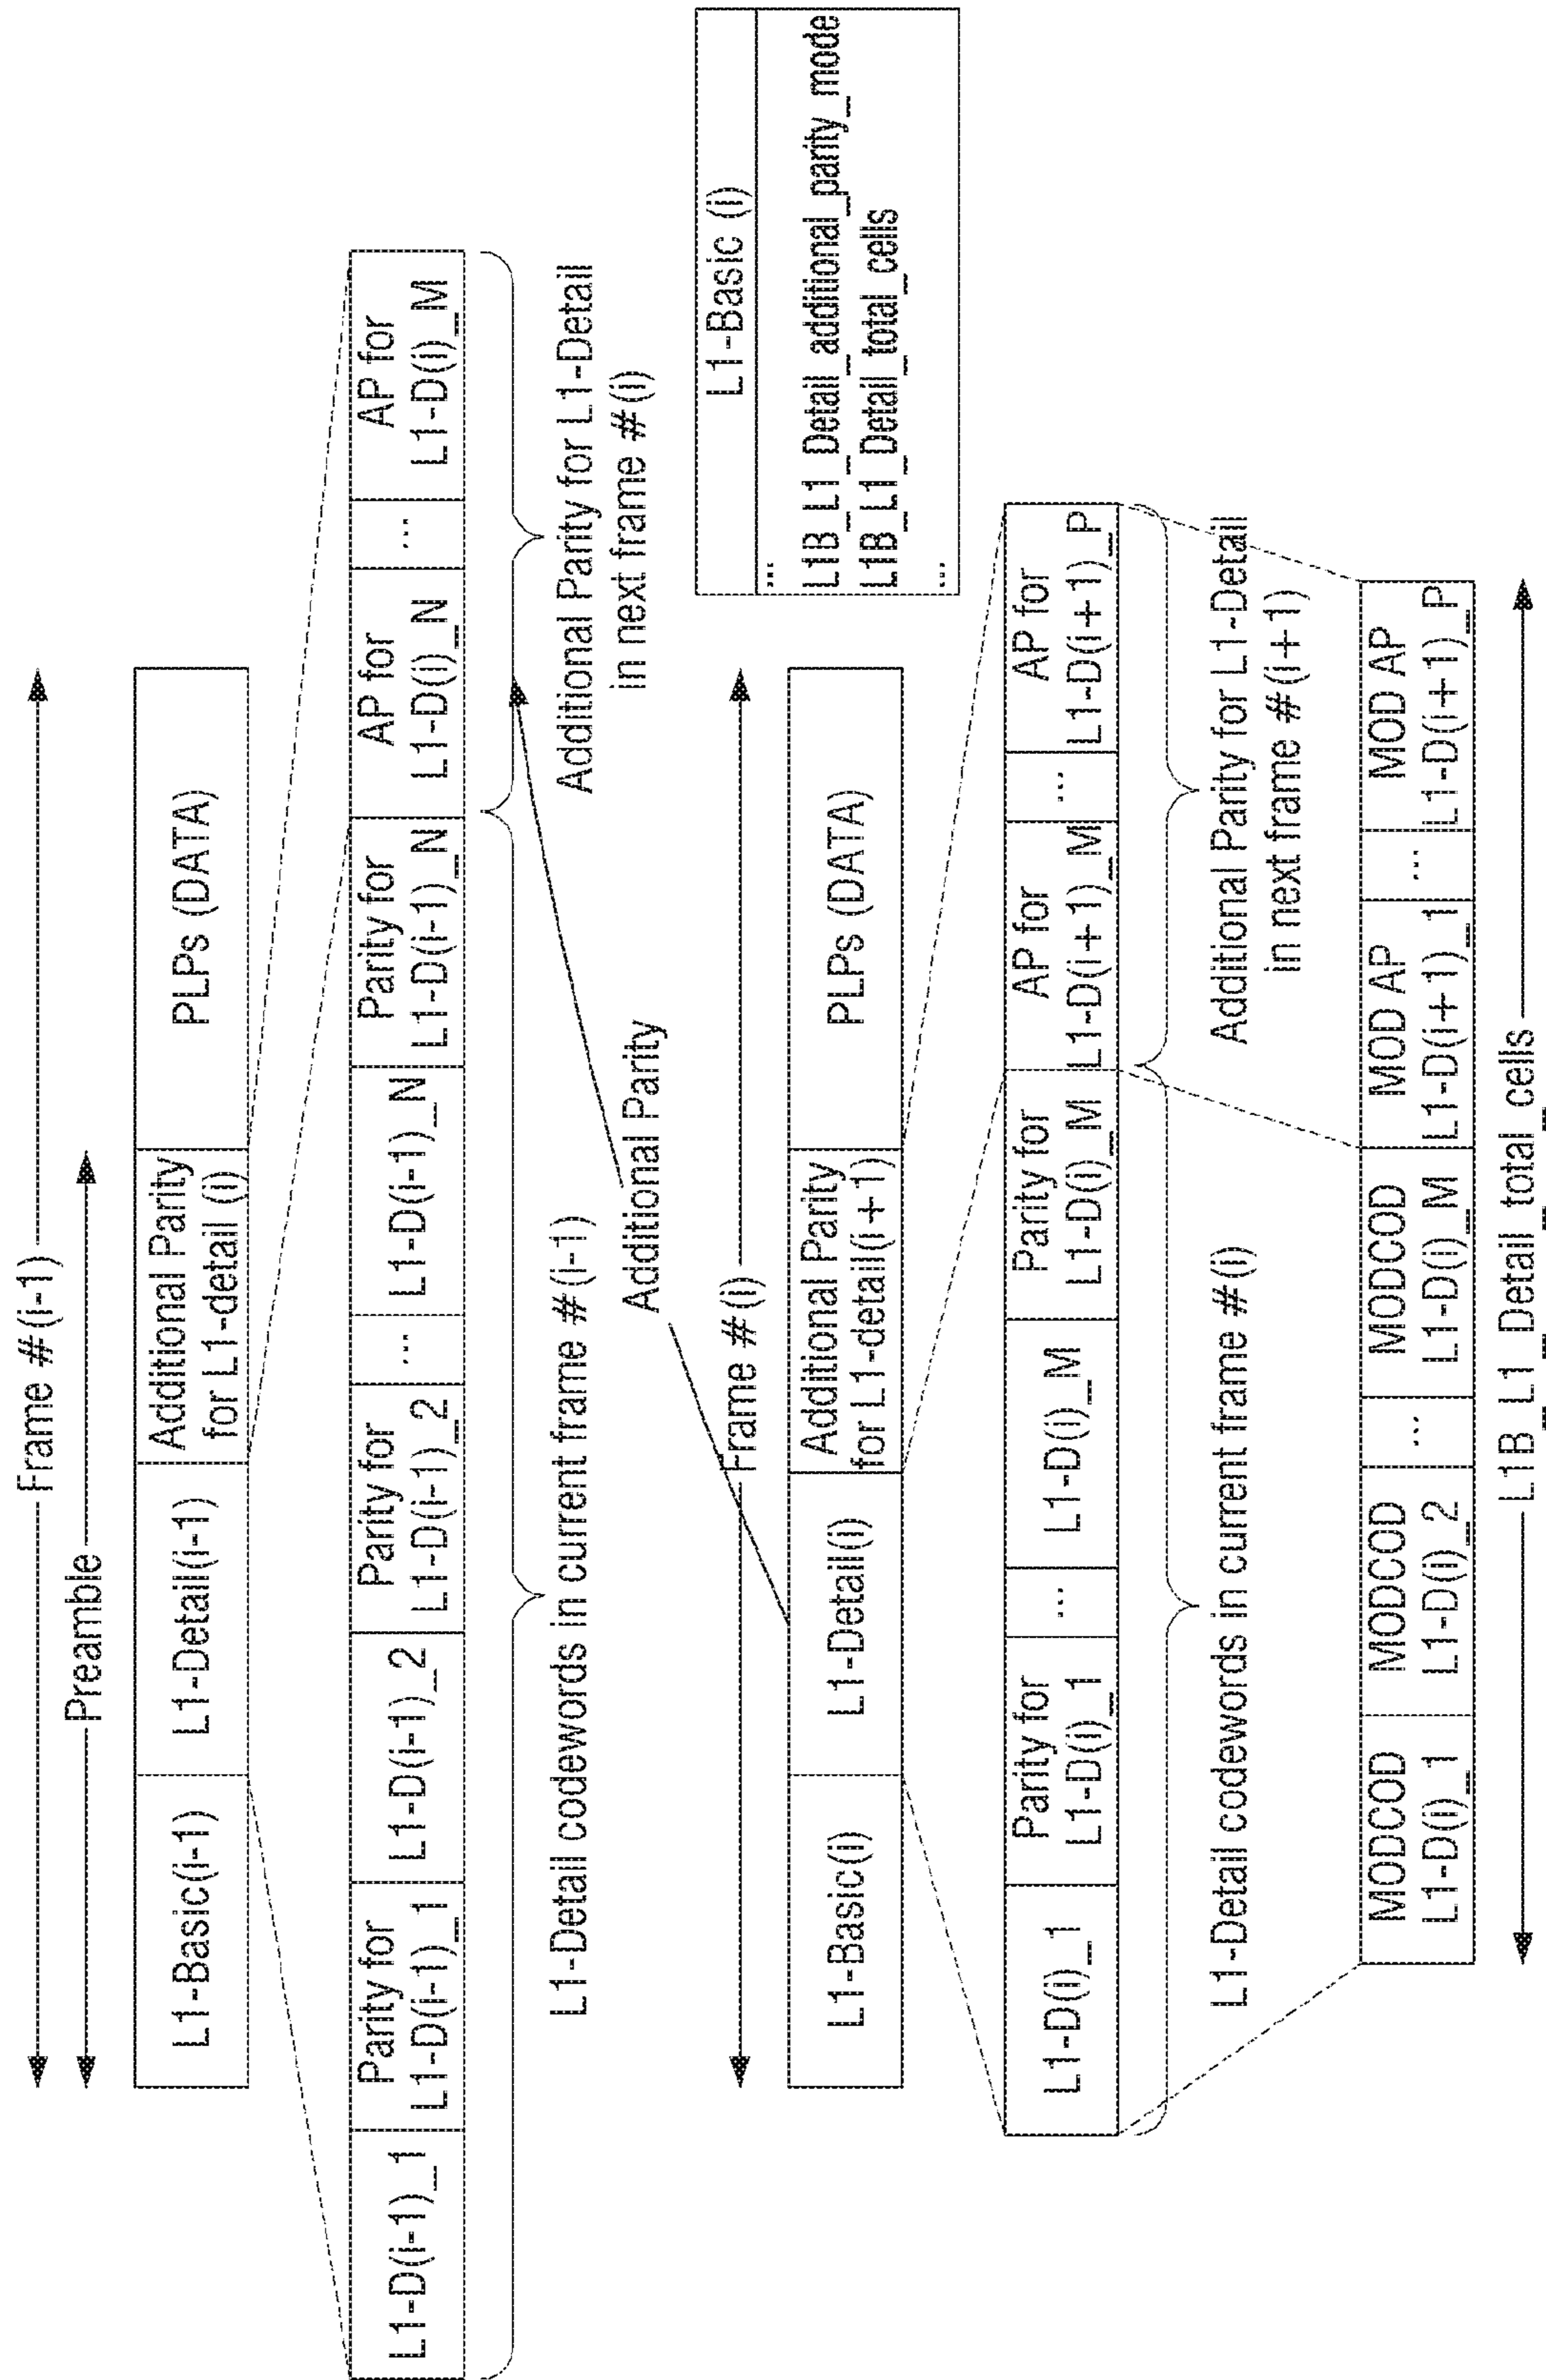 Frame #(i-1)
Preamble
L1-Basic(i-1)
L1-Detail(i-1)
Additional Parity
for L1-detail (i)
PLPs (DATA)
L1-D(i-1)_1
Parity for
L1-D(i-1)_1
L1-D(i-1)_2
Parity for
L1-D(i-1)_2
...
L1-D(i-1)_N
Parity for
L1-D(i-1)_N
AP for
L1-D(i)_N
...
AP for
L1-D(i)_M
L1-Detail codewords in current frame #(i-1)
Additional Parity for L1-Detail
in next frame #(i)
Additional Parity
L1-Basic (i)
...
L1B_L1_Detail_additional_parity_mode
L1B_L1_Detail_total_cells
...
Frame #(i)
L1-Basic(i)
L1-Detail(i)
Additional Parity
for L1-detail(i+1)
PLPs (DATA)
L1-D(i)_1
Parity for
L1-D(i)_1
...
L1-D(i)_M
Parity for
L1-D(i)_M
AP for
L1-D(i+1)_M
...
AP for
L1-D(i+1)_P
L1-Detail codewords in current frame #(i)
Additional Parity for L1-Detail
in next frame #(i+1)
MODCOD
L1-D(i)_1
MODCOD
L1-D(i)_2
...
MODCOD
L1-D(i)_M
MOD AP
L1-D(i+1)_1
...
MOD AP
L1-D(i+1)_P
L1B_L1_Detail_total_cells